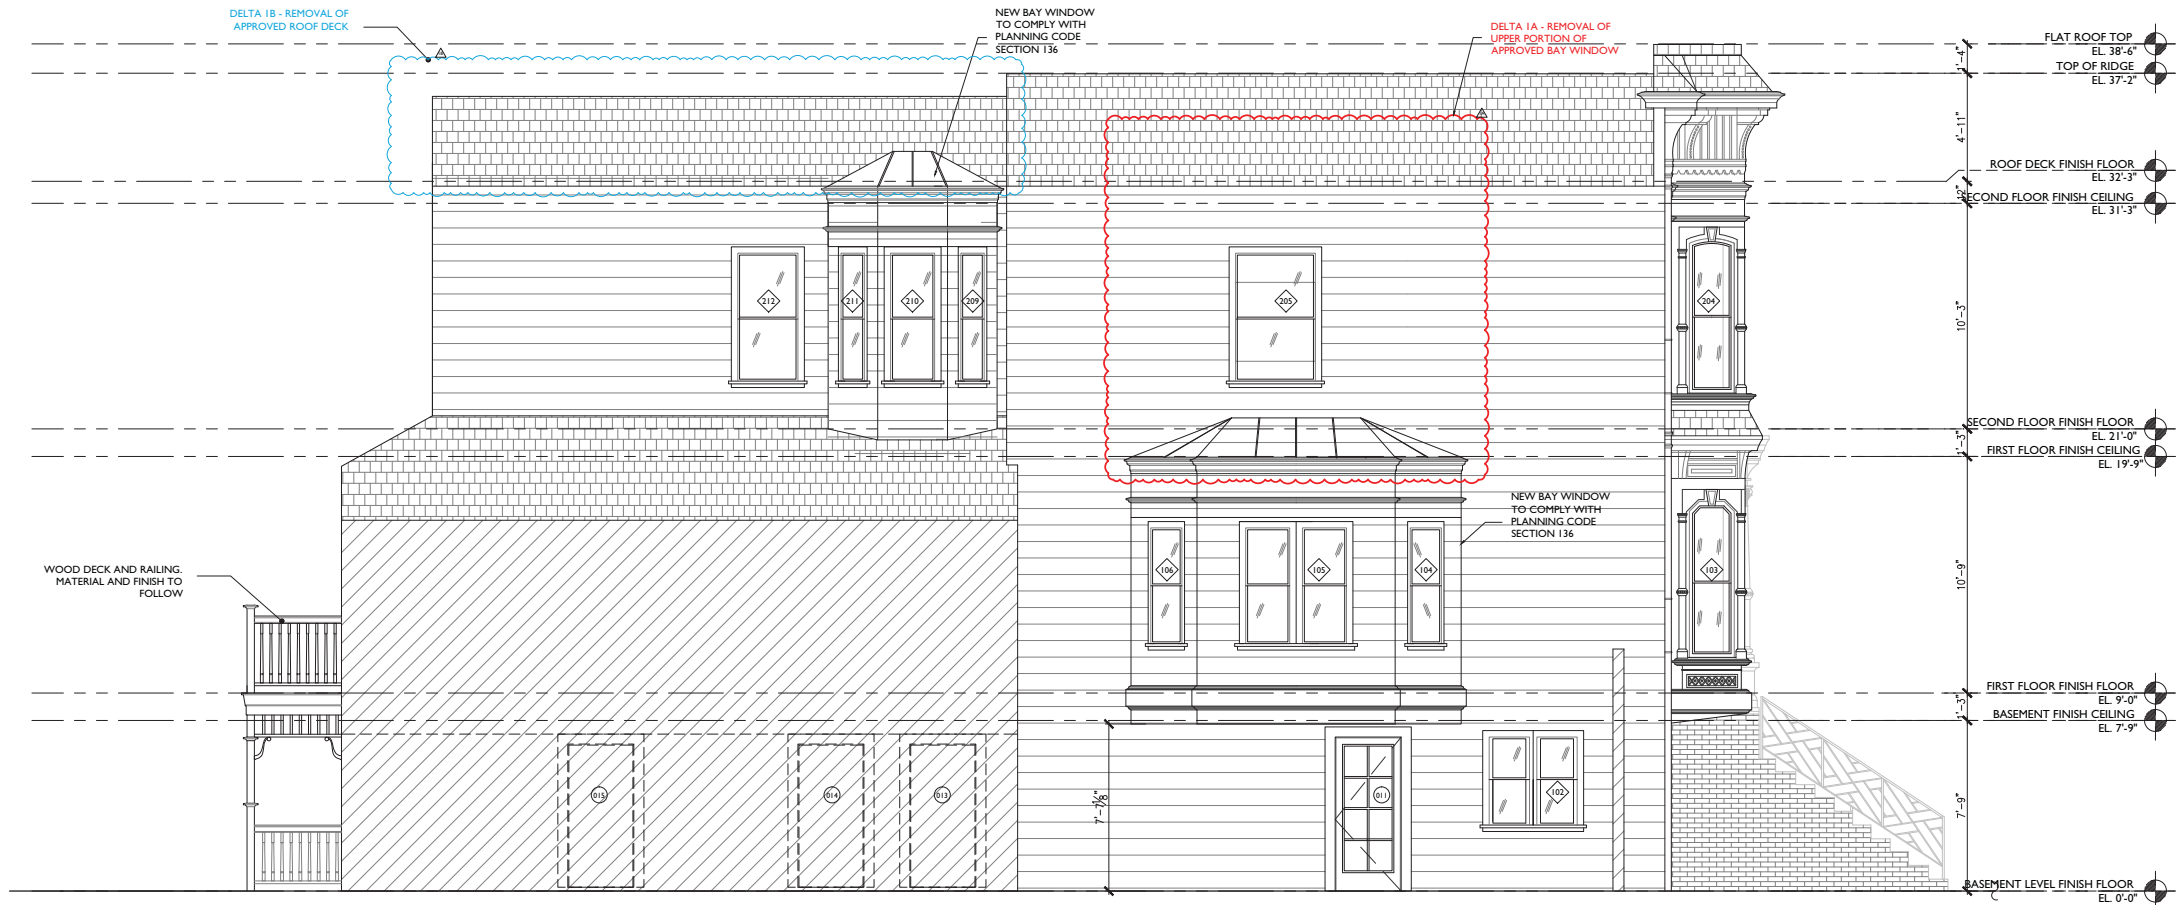 DELTA 1B - REMOVAL OF
APPROVED ROOF DECK
NEW BAY WINDOW
TO COMPLY WITH
PLANNING CODE
SECTION 136
DELTA 1A - REMOVAL OF
UPPER PORTION OF
APPROVED BAY WINDOW
FLAT ROOF TOP
EL. 38'-6"
1'-4"
TOP OF RIDGE
EL. 37'-2"
4'-11"
ROOF DECK FINISH FLOOR
EL. 32'-3"
12"
SECOND FLOOR FINISH CEILING
EL. 31'-3"
212
211
210
209
205
204
10'-3"
SECOND FLOOR FINISH FLOOR
EL. 21'-0"
1'-3"
FIRST FLOOR FINISH CEILING
EL. 19'-9"
NEW BAY WINDOW
TO COMPLY WITH
PLANNING CODE
SECTION 136
WOOD DECK AND RAILING.
MATERIAL AND FINISH TO
FOLLOW
106
105
104
103
10'-9"
FIRST FLOOR FINISH FLOOR
EL. 9'-0"
1'-3"
BASEMENT FINISH CEILING
EL. 7'-9"
015
014
013
011
102
7'-9"
BASEMENT LEVEL FINISH FLOOR
EL. 0'-0"